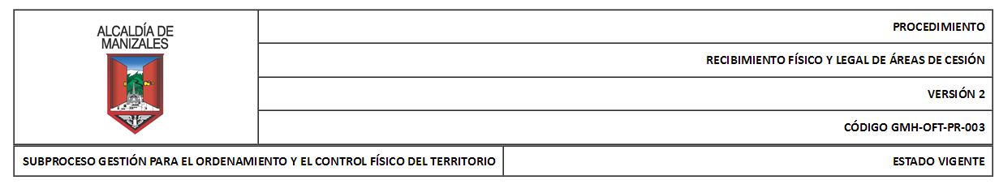 ALCALDÍA DE
MANIZALES
PROCEDIMIENTO
RECIBIMIENTO FÍSICO Y LEGAL DE ÁREAS DE CESIÓN
VERSIÓN 2
CÓDIGO GMH-OFT-PR-003
SUBPROCESO GESTIÓN PARA EL ORDENAMIENTO Y EL CONTROL FÍSICO DEL TERRITORIO
ESTADO VIGENTE